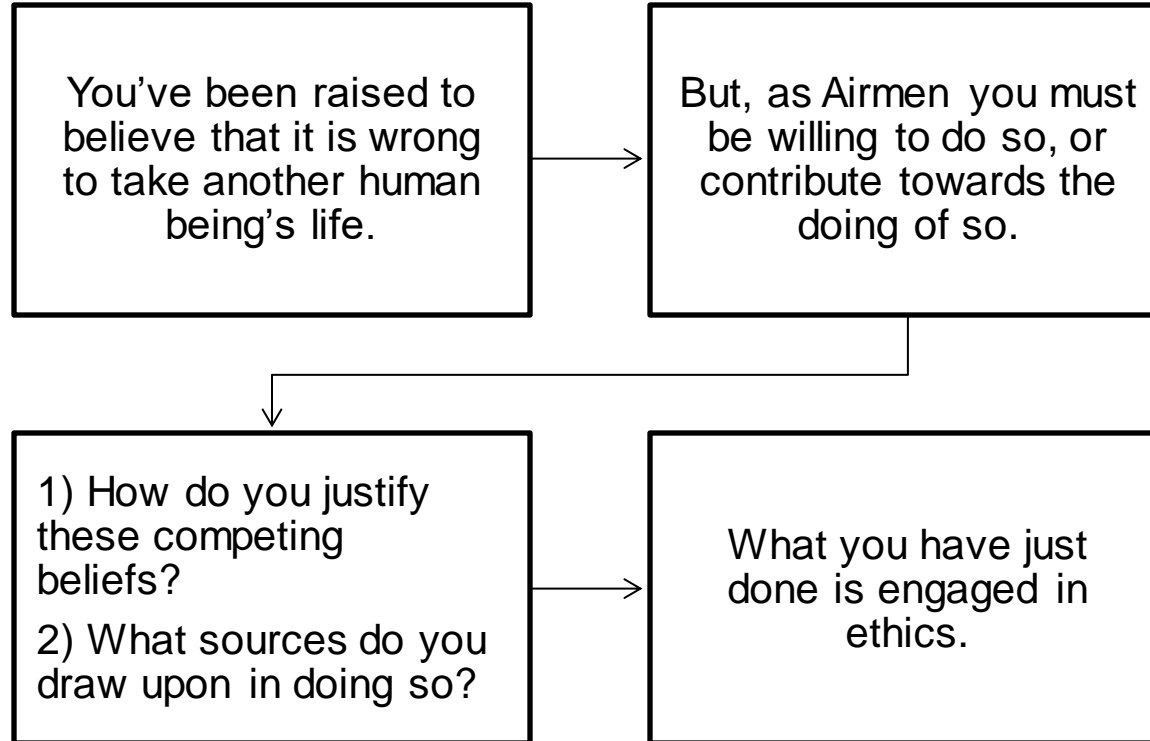 You’ve been raised to
believe that it is wrong
to take another human
being’s life.
But, as Airmen you must
be willing to do so, or
contribute towards the
doing of so.
1) How do you justify
these competing
beliefs?
2) What sources do you
draw upon in doing so?
What you have just
done is engaged in
ethics.